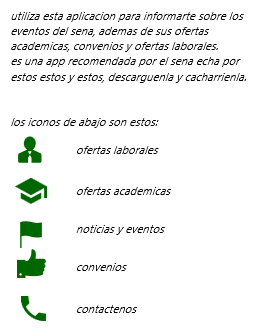 utiliza esta aplicacion para informarte sobre los
eventos del sena, ademas de sus ofertas
academicas, convenios y ofertas laborales.
es una app recomendada por el sena echa por
estos estos y estos, descarguenla y cacharrienla.
los iconos de abajo son estos:
ofertas laborales
ofertas academicas
noticias y eventos
convenios
contactenos